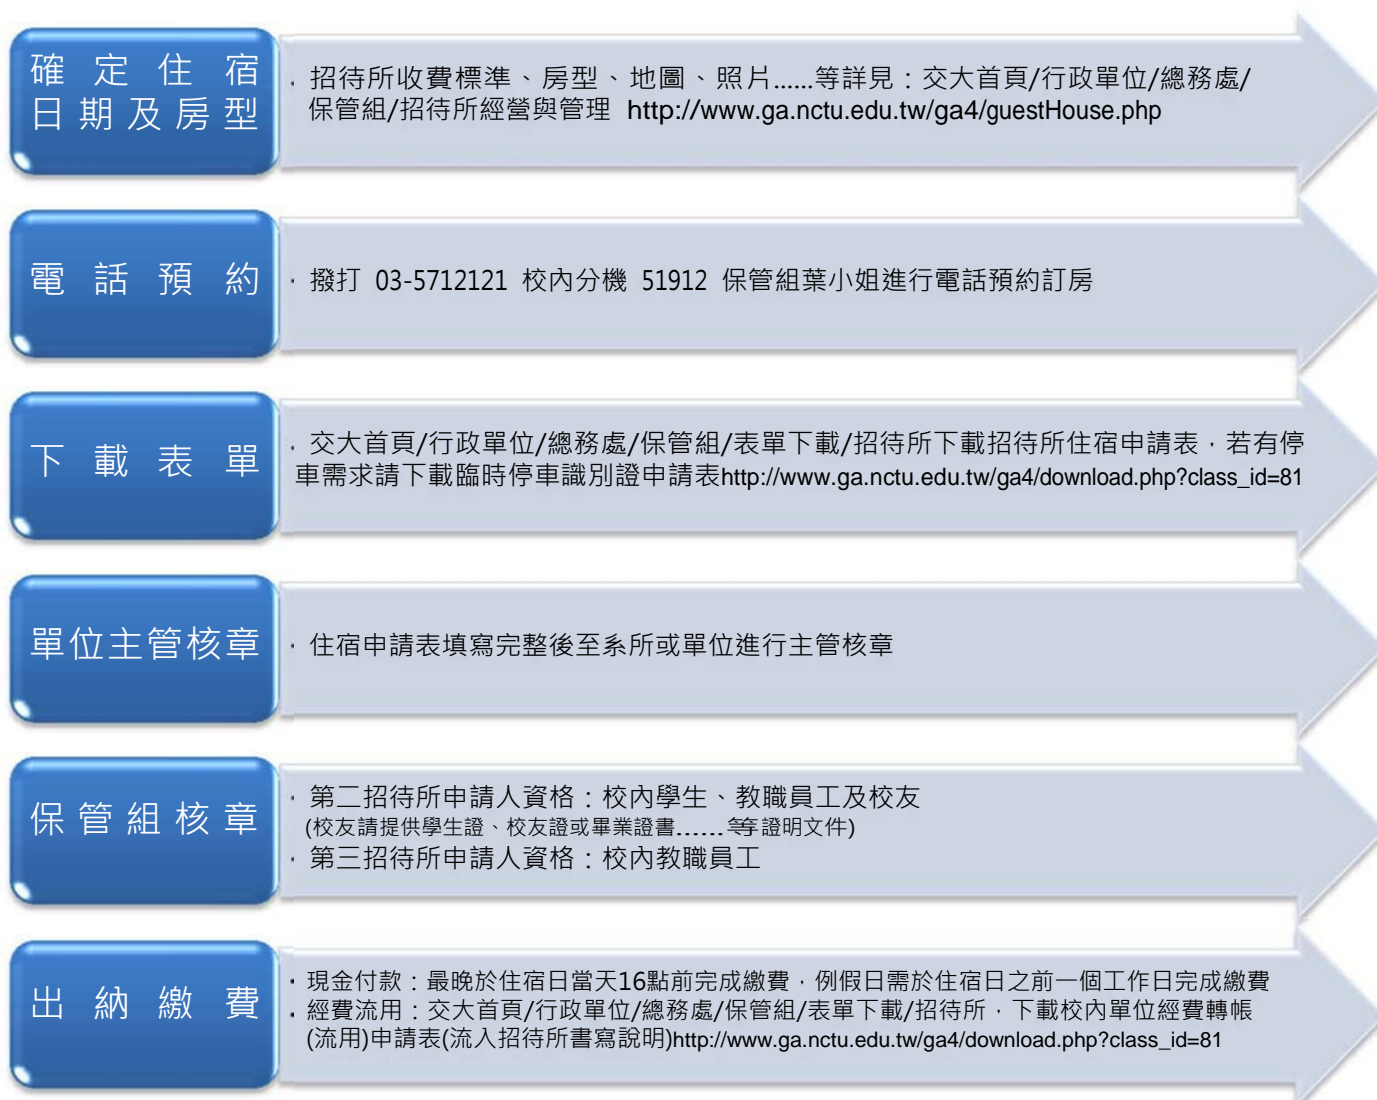 確定住宿
日期及房型
· 招待所收費標準、房型、地圖、照片......等詳見：交大首頁/行政單位/總務處/
保管組/招待所經營與管理 http://www.ga.nctu.edu.tw/ga4/guestHouse.php
電話預約
· 撥打 03-5712121 校內分機 51912 保管組葉小姐進行電話預約訂房
下載表單
· 交大首頁/行政單位/總務處/保管組/表單下載/招待所下載招待所住宿申請表，若有停
車需求請下載臨時停車識別證申請表http://www.ga.nctu.edu.tw/ga4/download.php?class_id=81
單位主管核章
· 住宿申請表填寫完整後至系所或單位進行主管核章
保管組核章
· 第二招待所申請人資格：校內學生、教職員工及校友
(校友請提供學生證、校友證或畢業證書......等證明文件)
· 第三招待所申請人資格：校內教職員工
出納繳費
· 現金付款：最晚於住宿日當天16點前完成繳費，例假日需於住宿日之前一個工作日完成繳費
· 經費流用：交大首頁/行政單位/總務處/保管組/表單下載/招待所，下載校內單位經費轉帳
(流用)申請表(流入招待所書寫說明)http://www.ga.nctu.edu.tw/ga4/download.php?class_id=81